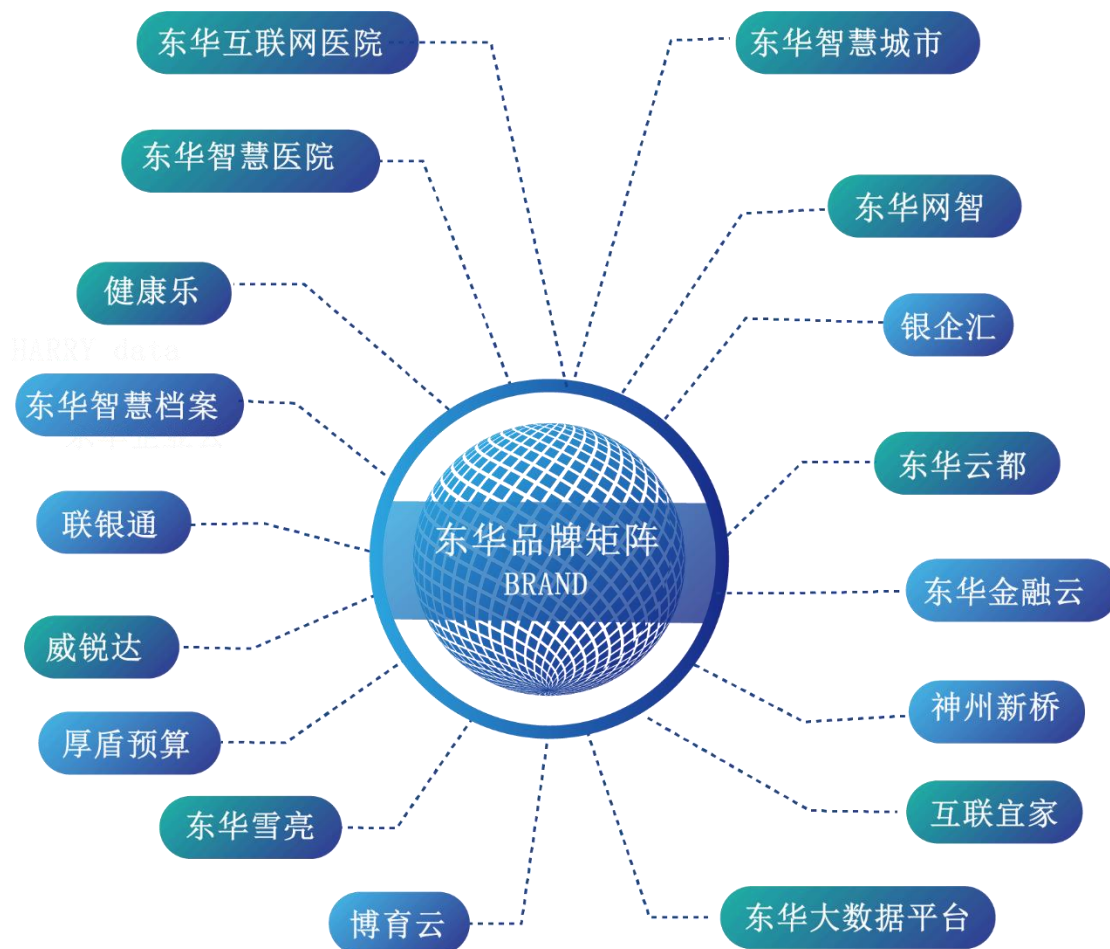 东华互联网医院
东华智慧城市
东华智慧医院
东华网智
健康乐
银企汇
HARRY data
东华智慧档案
东华云都
联银通
东华品牌矩阵
BRAND
东华金融云
威锐达
神州新桥
厚盾预算
互联宜家
东华雪亮
博育云
东华大数据平台